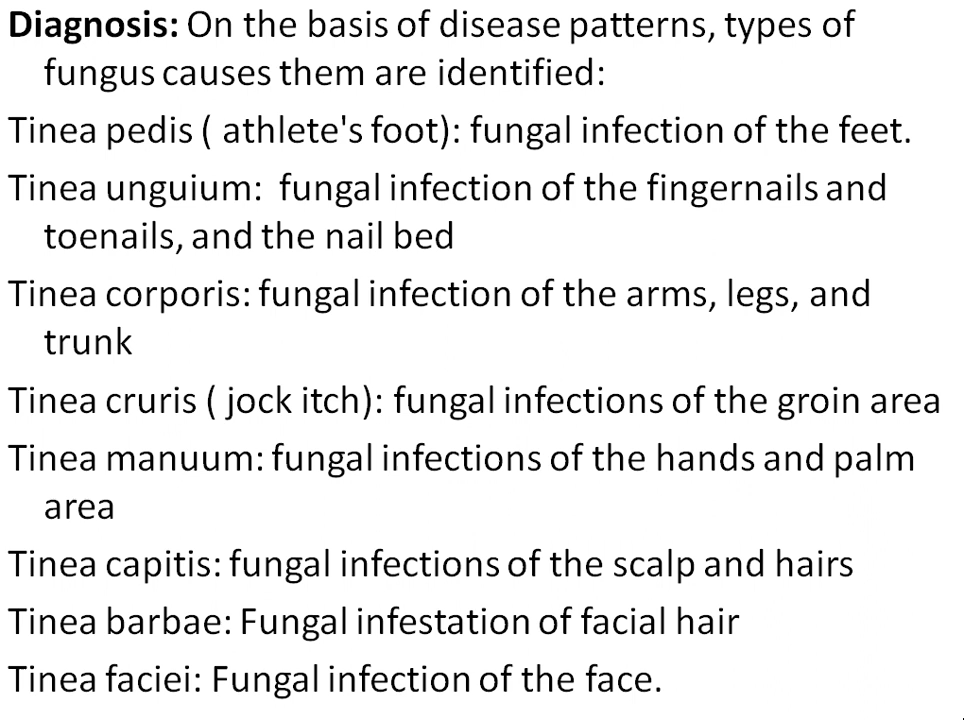 Diagnosis: On the basis of disease patterns, types of
fungus causes them are identified:
Tinea pedis ( athlete's foot): fungal infection of the feet.
Tinea unguium:  fungal infection of the fingernails and
toenails, and the nail bed
Tinea corporis: fungal infection of the arms, legs, and
trunk
Tinea cruris ( jock itch): fungal infections of the groin area
Tinea manuum: fungal infections of the hands and palm
area
Tinea capitis: fungal infections of the scalp and hairs
Tinea barbae: Fungal infestation of facial hair
Tinea faciei: Fungal infection of the face.